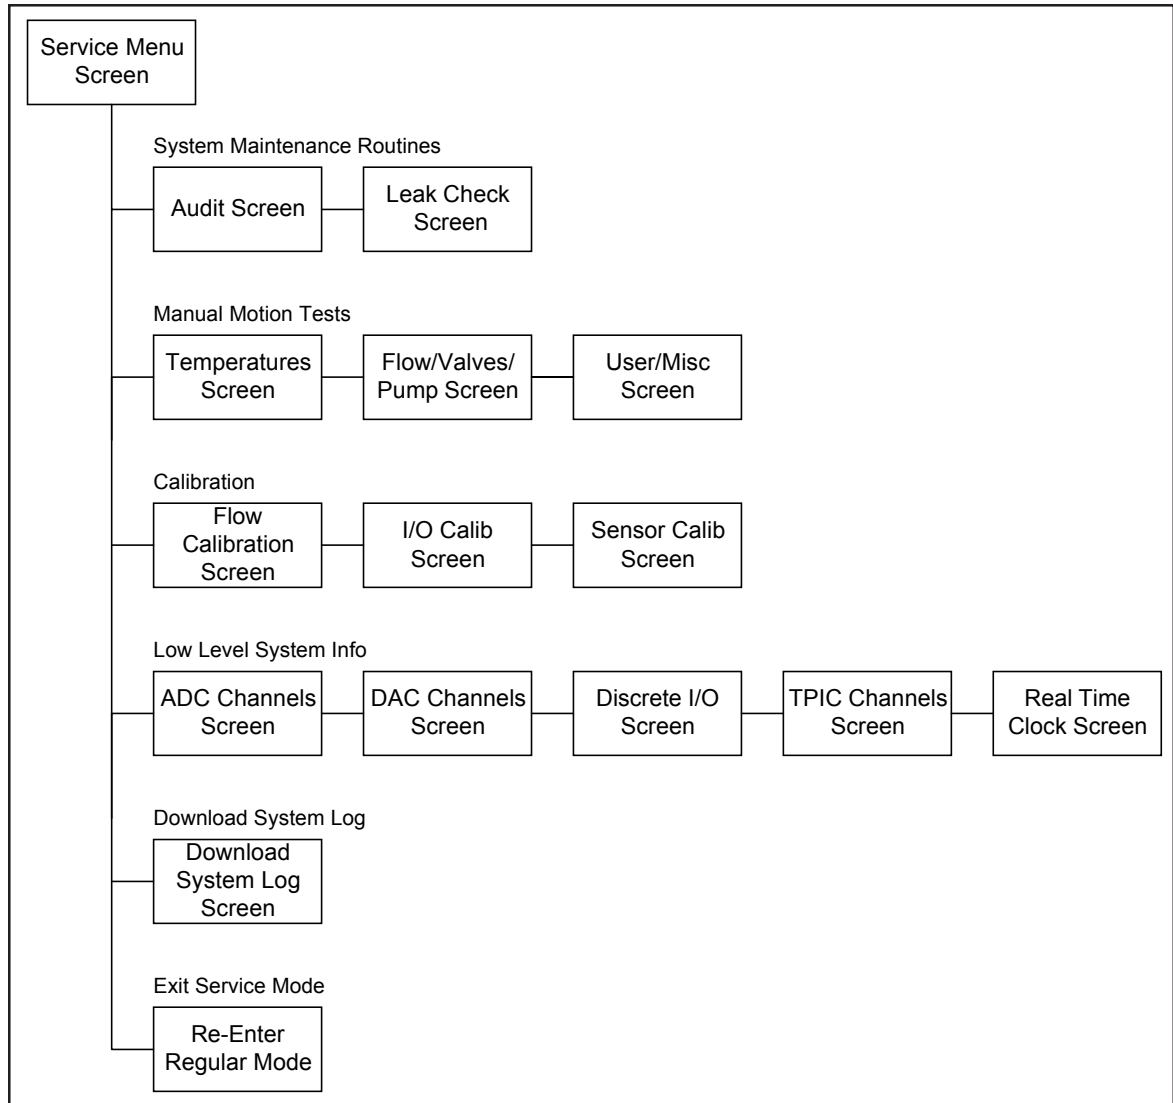 Service Menu
Screen
System Maintenance Routines
Audit Screen
Leak Check
Screen
Manual Motion Tests
Temperatures
Screen
Flow/Valves/
Pump Screen
User/Misc
Screen
Calibration
Flow
Calibration
Screen
I/O Calib
Screen
Sensor Calib
Screen
Low Level System Info
ADC Channels
Screen
DAC Channels
Screen
Discrete I/O
Screen
TPIC Channels
Screen
Real Time
Clock Screen
Download System Log
Download
System Log
Screen
Exit Service Mode
Re-Enter
Regular Mode